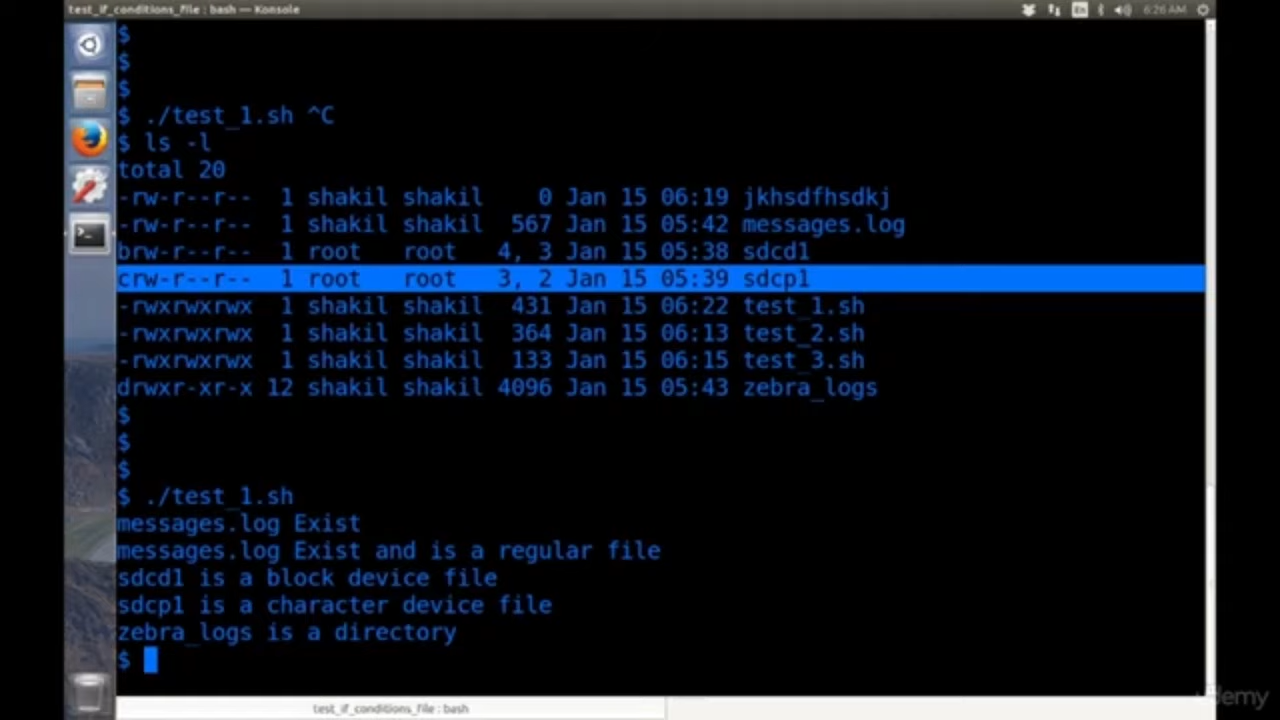 test_if_conditions_file : bash — Konsole
En
6:26 AM
$
$
$
$ ./test_1.sh ^C
$ ls -l
total 20
-rw-r--r-- 1 shakil shakil 0 Jan 15 06:19 jkhsdfhsdkj
-rw-r--r-- 1 shakil shakil 567 Jan 15 05:42 messages.log
brw-r--r-- 1 root root 4, 3 Jan 15 05:38 sdcd1
crw-r--r-- 1 root root 3, 2 Jan 15 05:39 sdcp1
-rwxrwxrwx 1 shakil shakil 431 Jan 15 06:22 test_1.sh
-rwxrwxrwx 1 shakil shakil 364 Jan 15 06:13 test_2.sh
-rwxrwxrwx 1 shakil shakil 133 Jan 15 06:15 test_3.sh
drwxr-xr-x 12 shakil shakil 4096 Jan 15 05:43 zebra_logs
$
$
$
$ ./test_1.sh
messages.log Exist
messages.log Exist and is a regular file
sdcd1 is a block device file
sdcp1 is a character device file
zebra_logs is a directory
$
test_if_conditions_file : bash